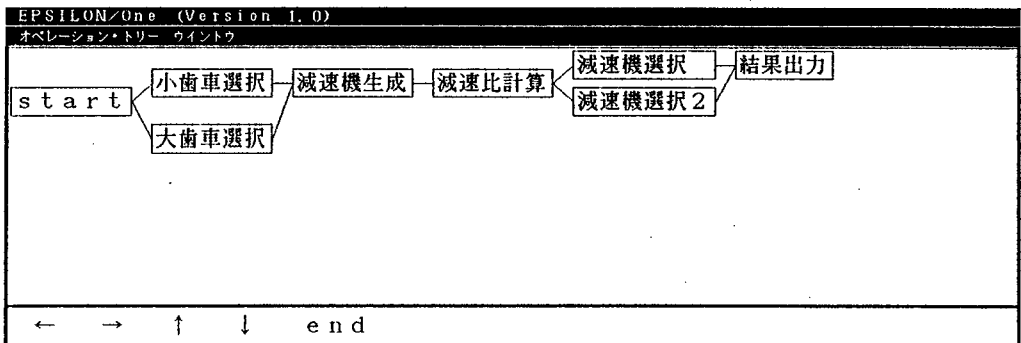 EPSILON/One (Version 1.0)
オペレーション・トリー ウイントウ
減速機選択 結果出力
小歯車選択 減速機生成 減速比計算
start 減速機選択2
大歯車選択
← → ↑ ↓ end